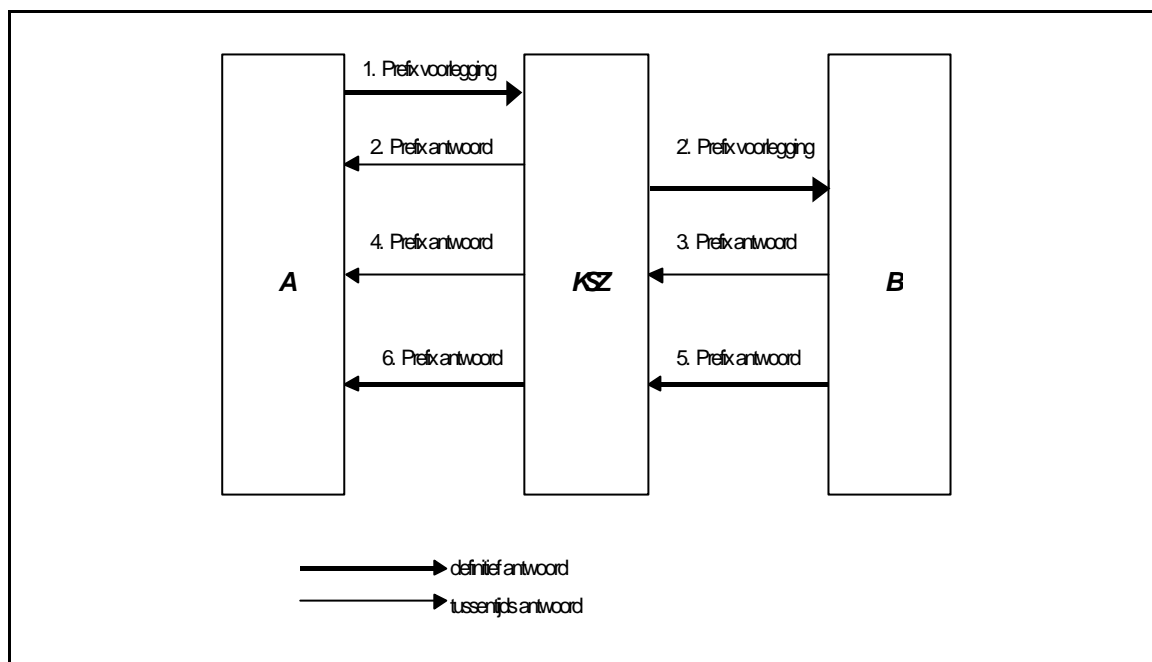 1. Prefix voorlegging
2. Prefix antwoord
2'. Prefix voorlegging
4. Prefix antwoord
3. Prefix antwoord
A
KSZ
B
6. Prefix antwoord
5. Prefix antwoord
definitief antwoord
tussentijds antwoord